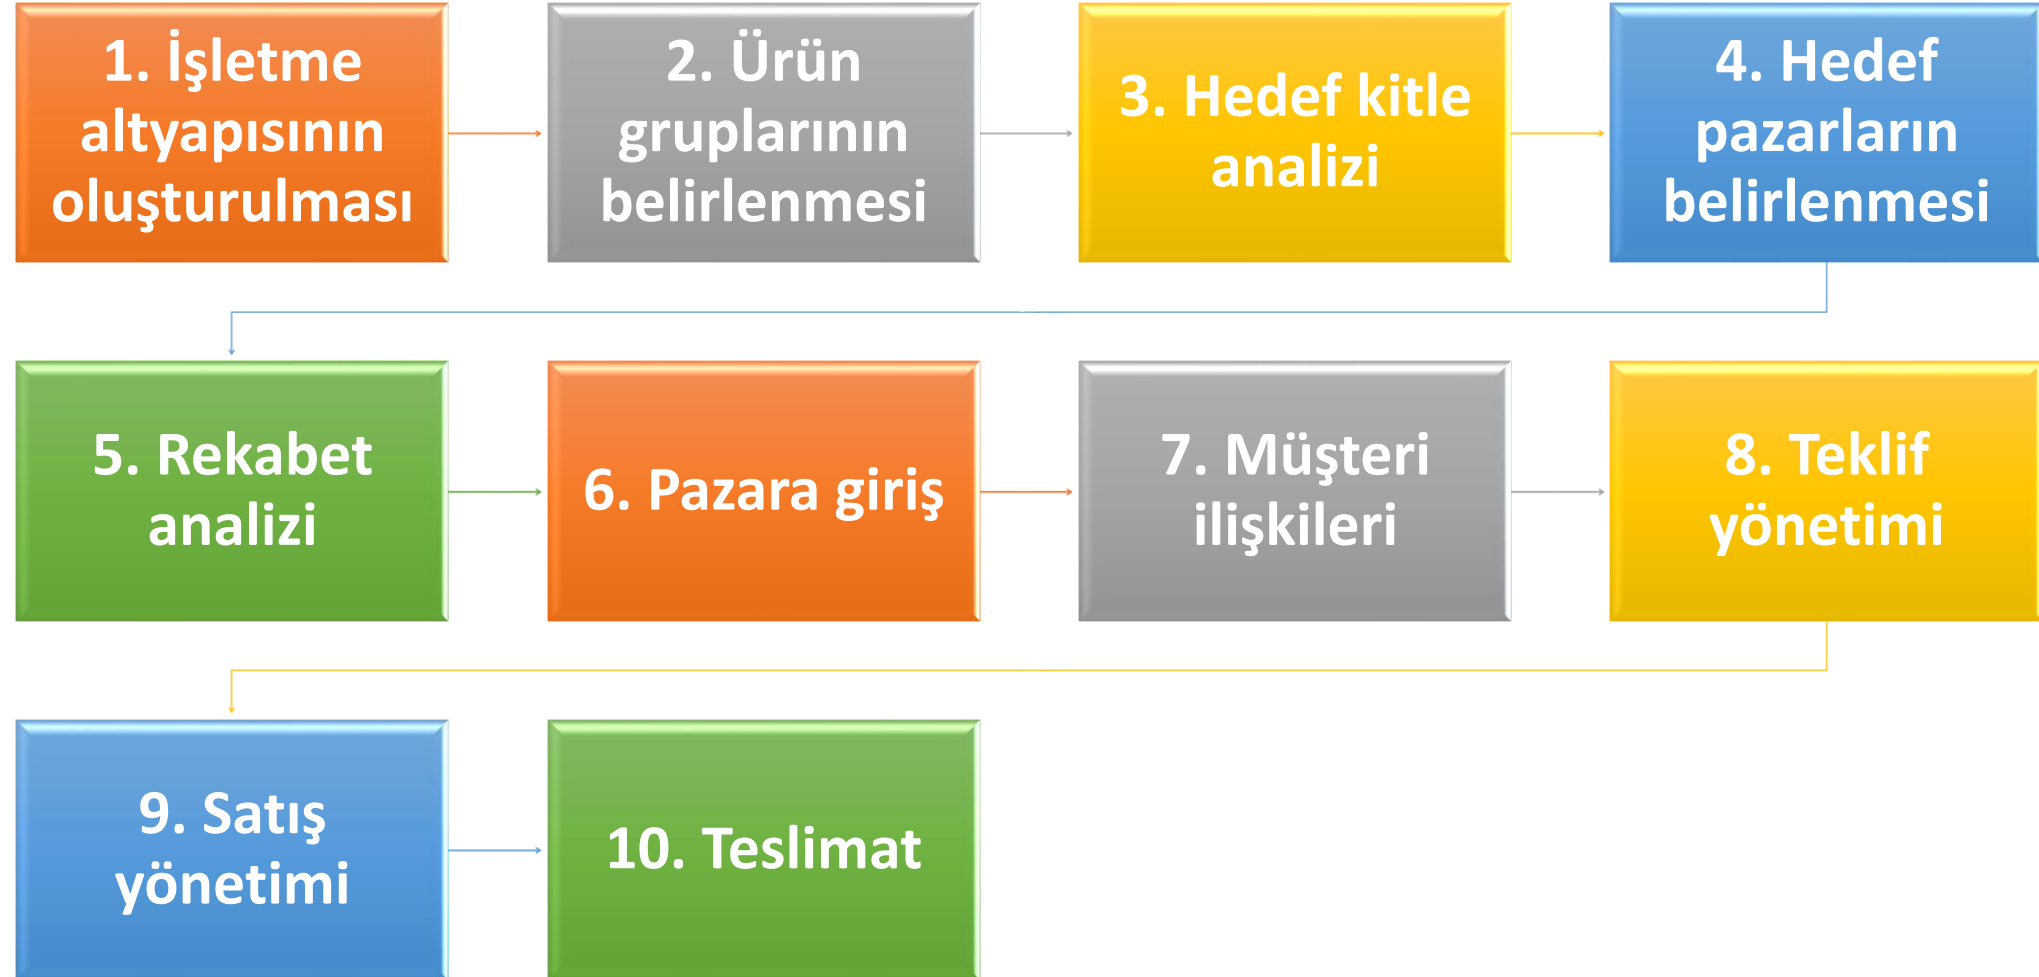 1. İşletme
altyapısının
oluşturulması
2. Ürün
gruplarının
belirlenmesi
3. Hedef kitle
analizi
4. Hedef
pazarların
belirlenmesi
5. Rekabet
analizi
6. Pazara giriş
7. Müşteri
ilişkileri
8. Teklif
yönetimi
9. Satış
yönetimi
10. Teslimat